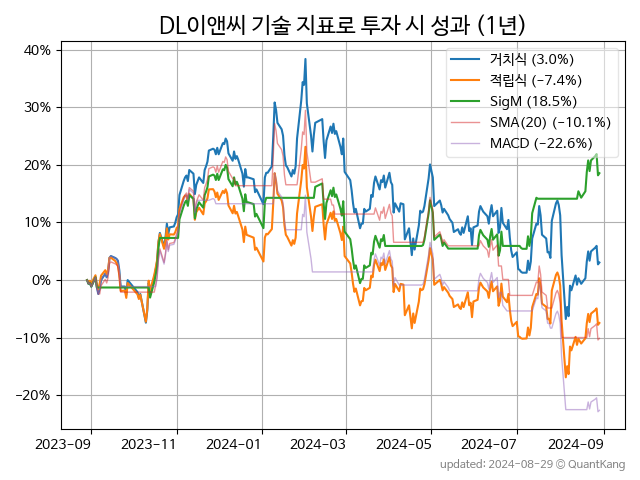 DL이앤씨 기술 지표로 투자 시 성과 (1년)
40%
30%
20%
10%
0%
−10%
−20%
거치식 (3.0%)
적립식 (−7.4%)
SigM (18.5%)
SMA(20) (−10.1%)
MACD (−22.6%)
2023-09 2023-11 2024-01 2024-03 2024-05 2024-07 2024-09
updated: 2024-08-29 © QuantKang